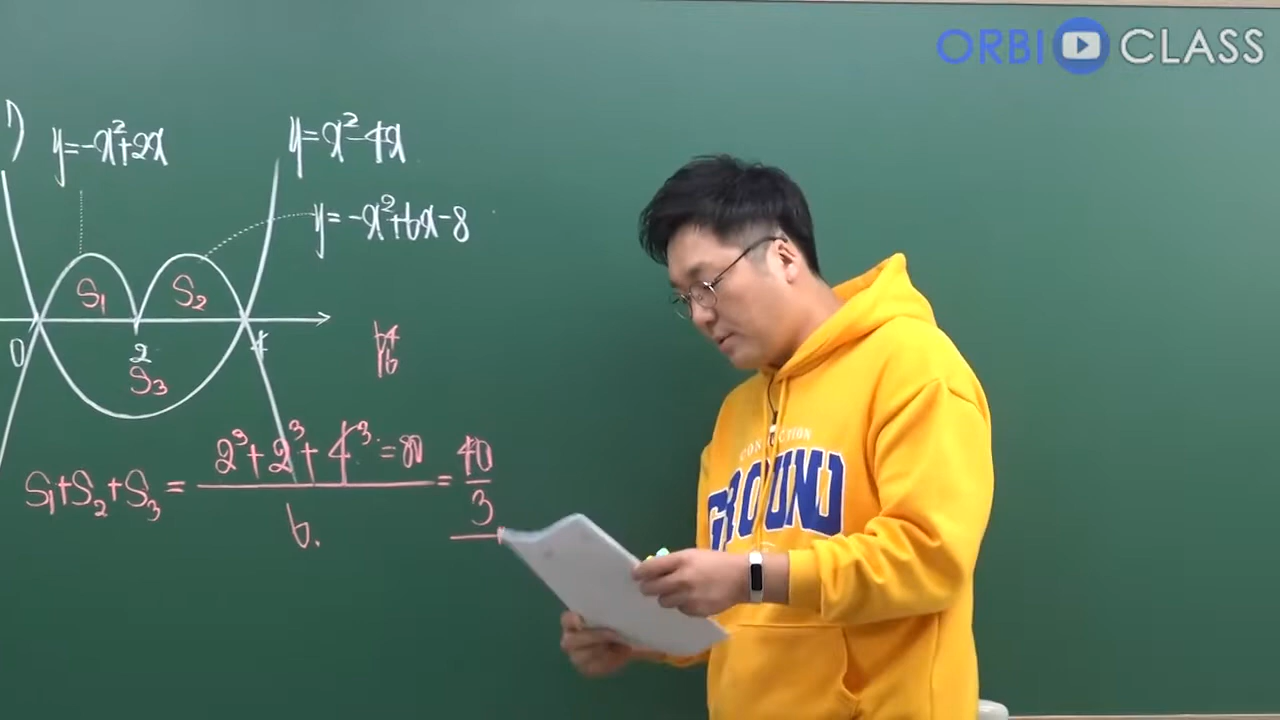 ORBI CLASS
1)
y=-x²+2x
y=x²-4x
y=-x²+6x-8
S₁
S₂
0
2
4
S₃
S₁+S₂+S₃ = (2³+2³+4³=80)/6 = 40/3
GROUND